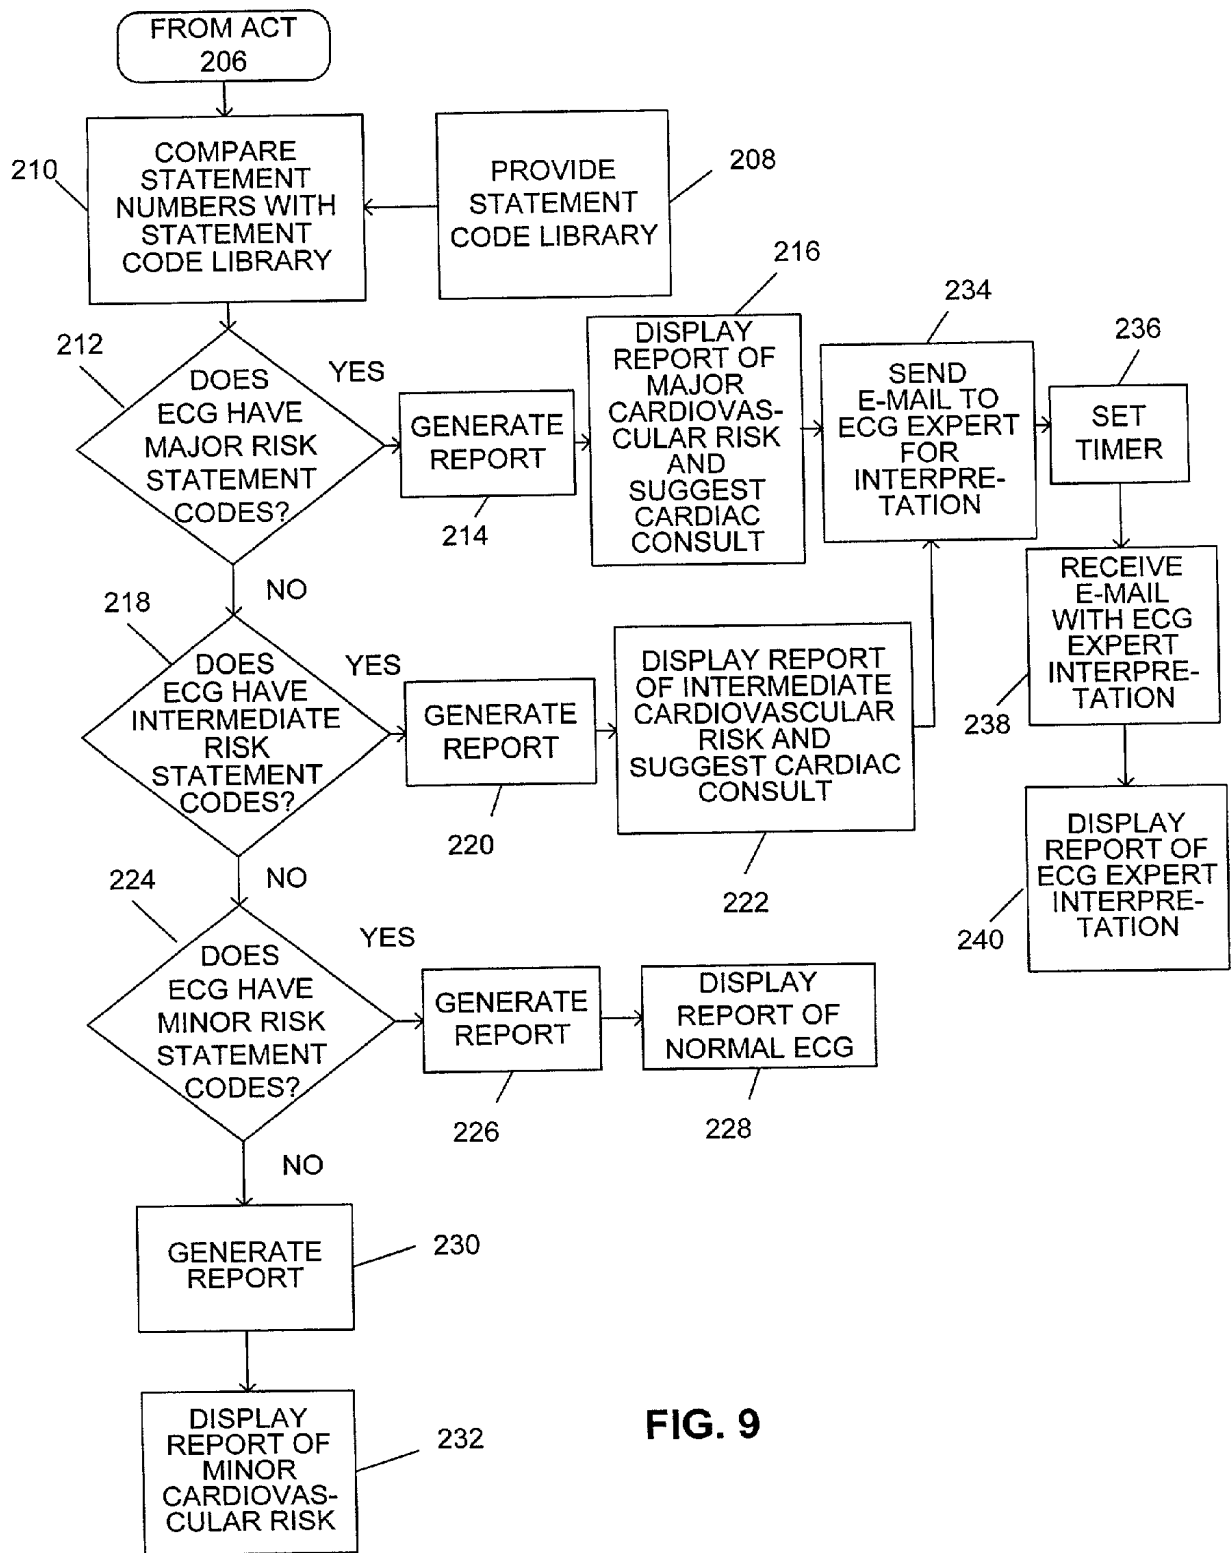 FROM ACT
206
COMPARE
STATEMENT
NUMBERS WITH
STATEMENT
CODE LIBRARY
210
PROVIDE
STATEMENT
CODE LIBRARY
208
DOES
ECG HAVE
MAJOR RISK
STATEMENT
CODES?
212
YES
NO
GENERATE
REPORT
214
DISPLAY
REPORT OF
MAJOR
CARDIOVAS-
CULAR RISK
AND
SUGGEST
CARDIAC
CONSULT
216
SEND
E-MAIL TO
ECG EXPERT
FOR
INTERPRE-
TATION
234
SET
TIMER
236
RECEIVE
E-MAIL
WITH ECG
EXPERT
INTERPRE-
TATION
238
DISPLAY
REPORT OF
ECG EXPERT
INTERPRE-
TATION
240
DOES
ECG HAVE
INTERMEDIATE
RISK
STATEMENT
CODES?
218
YES
NO
GENERATE
REPORT
220
DISPLAY REPORT
OF INTERMEDIATE
CARDIOVASCULAR
RISK AND
SUGGEST CARDIAC
CONSULT
222
DOES
ECG HAVE
MINOR RISK
STATEMENT
CODES?
224
YES
NO
GENERATE
REPORT
226
DISPLAY
REPORT OF
NORMAL ECG
228
GENERATE
REPORT
230
DISPLAY
REPORT OF
MINOR
CARDIOVAS-
CULAR RISK
232
FIG. 9